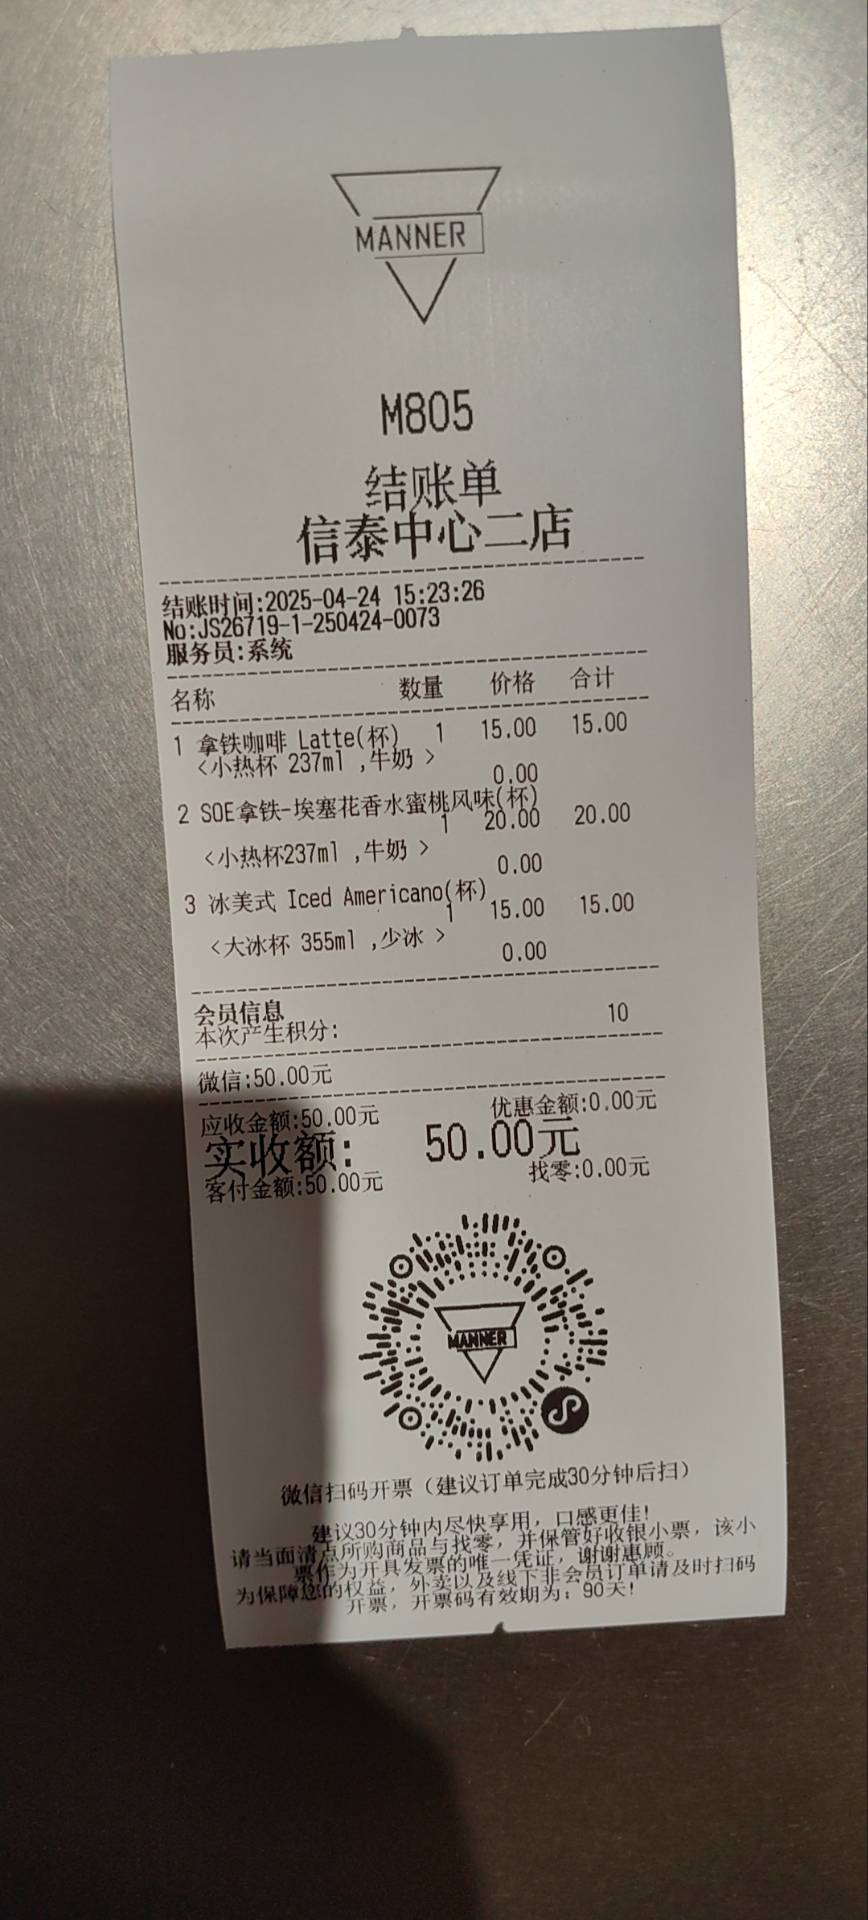 MANNER
M805
结账单
信泰中心二店
结账时间:2025-04-24 15:23:26
No:JS26719-1-250424-0073
服务员:系统
名称 数量 价格 合计
1 拿铁咖啡 Latte(杯) 1 15.00 15.00
<小热杯 237ml ,牛奶 >
0.00
2 SOE拿铁-埃塞花香水蜜桃风味(杯)
1 20.00 20.00
<小热杯237ml ,牛奶 >
0.00
3 冰美式 Iced Americano(杯)
1 15.00 15.00
<大冰杯 355ml ,少冰 >
0.00
会员信息
本次产生积分: 10
微信:50.00元
应收金额:50.00元 优惠金额:0.00元
实收额: 50.00元
客付金额:50.00元 找零:0.00元
MANNER
微信扫码开票（建议订单完成30分钟后扫）
建议30分钟内尽快享用，口感更佳!
请当面清点所购商品与找零，并保管好收银小票，该小
票作为开具发票的唯一凭证，谢谢惠顾。
为保障您的权益，外卖以及线下非会员订单请及时扫码
开票，开票码有效期为：90天!